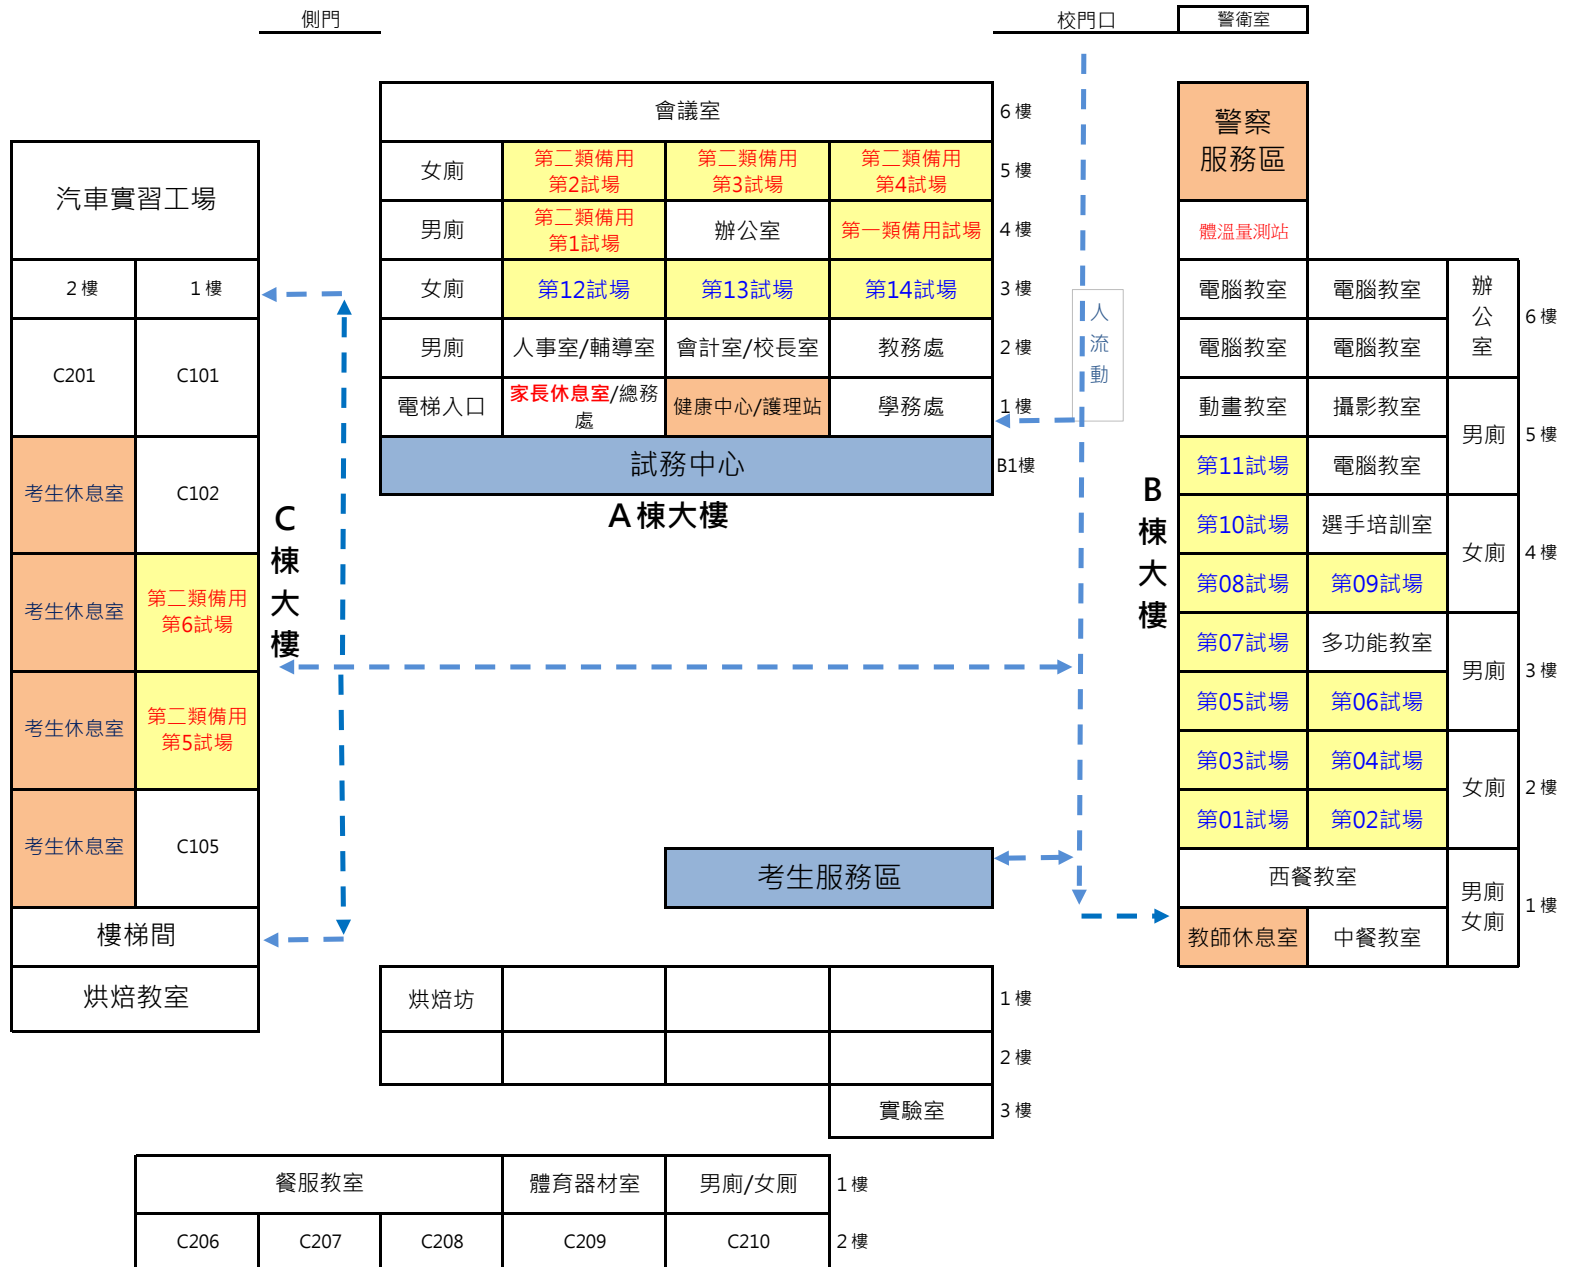 側門
校門口
警衛室
會議室
6樓
警察
服務區
汽車實習工場
女廁
第二類備用
第2試場
第二類備用
第3試場
第二類備用
第4試場
5樓
男廁
第二類備用
第1試場
辦公室
第一類備用試場
4樓
體溫量測站
2樓
1樓
女廁
第12試場
第13試場
第14試場
3樓
人
流
動
電腦教室
電腦教室
辦
公
室
6樓
C201
C101
男廁
人事室/輔導室
會計室/校長室
教務處
2樓
電腦教室
電腦教室
電梯入口
家長休息室/總務
處
健康中心/護理站
學務處
1樓
動畫教室
攝影教室
男廁
5樓
考生休息室
C102
試務中心
B1樓
第11試場
電腦教室
A棟大樓
C
棟
大
樓
B
棟
大
樓
第10試場
選手培訓室
女廁
4樓
考生休息室
第二類備用
第6試場
第08試場
第09試場
第07試場
多功能教室
男廁
3樓
考生休息室
第二類備用
第5試場
第05試場
第06試場
第03試場
第04試場
女廁
2樓
考生休息室
C105
第01試場
第02試場
考生服務區
西餐教室
男廁
女廁
1樓
樓梯間
教師休息室
中餐教室
烘焙教室
烘焙坊
1樓
2樓
實驗室
3樓
餐服教室
體育器材室
男廁/女廁
1樓
C206
C207
C208
C209
C210
2樓